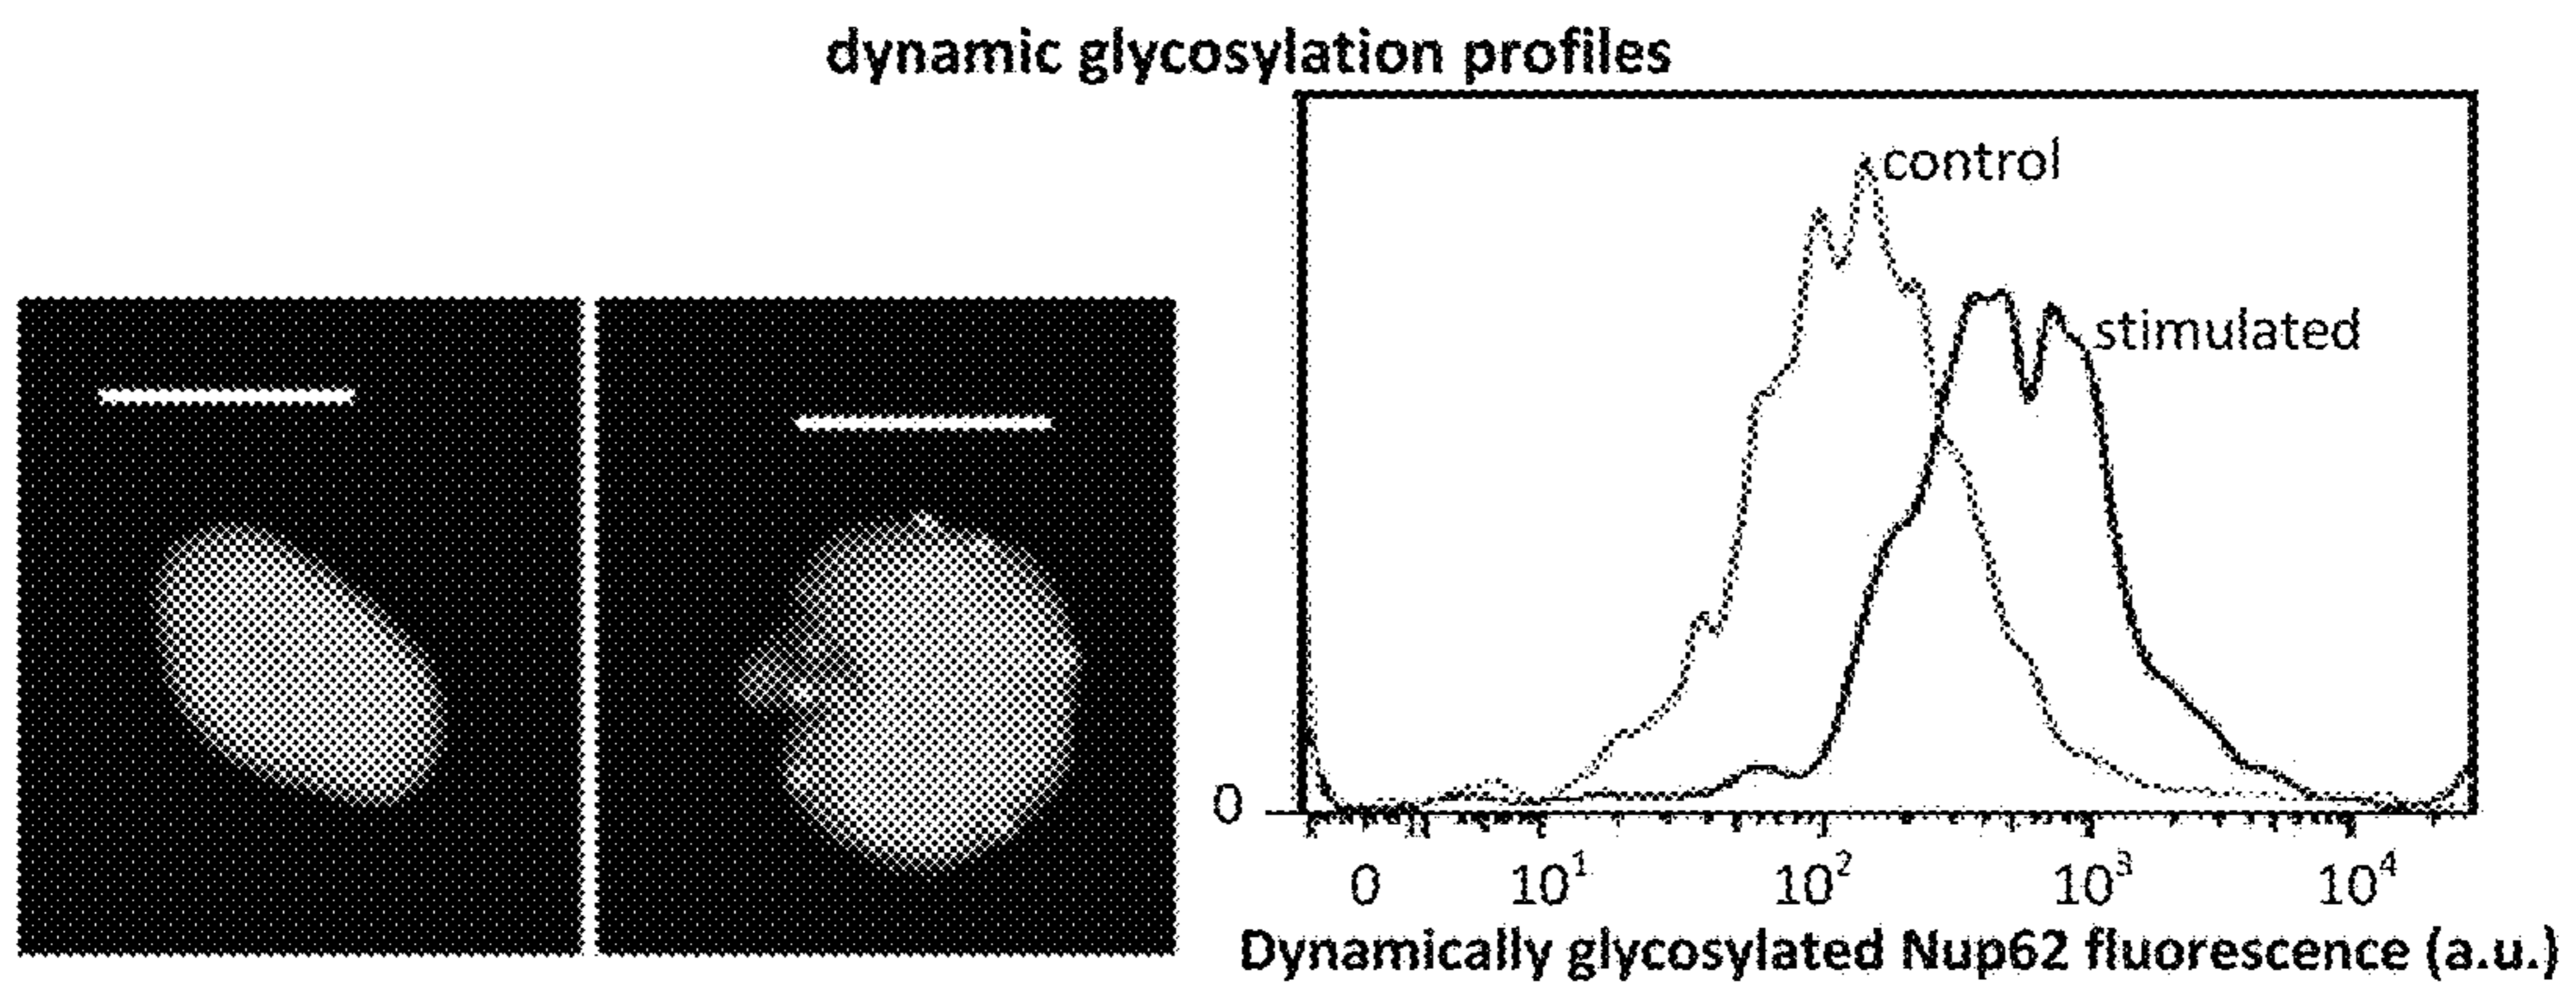 dynamic glycosylation profiles
control
stimulated
0
0 10¹ 10² 10³ 10⁴
Dynamically glycosylated Nup62 fluorescence (a.u.)